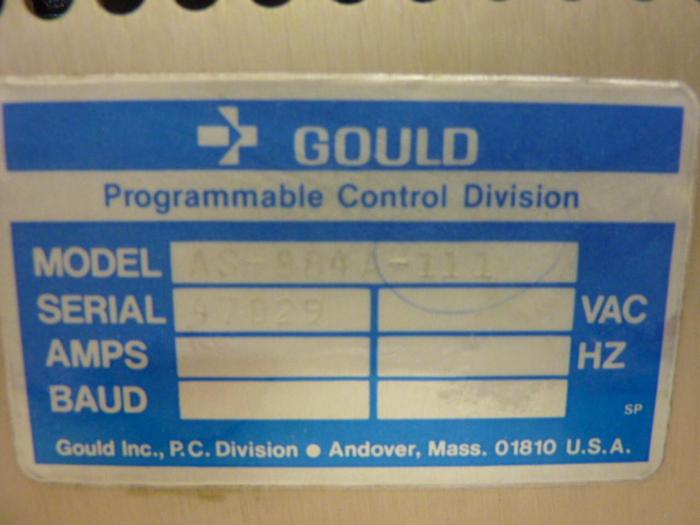 GOULD
Programmable Control Division
MODEL AS-884A-111
SERIAL 47829 VAC
AMPS HZ
BAUD
SP
Gould Inc., P.C. Division ● Andover, Mass. 01810 U.S.A.